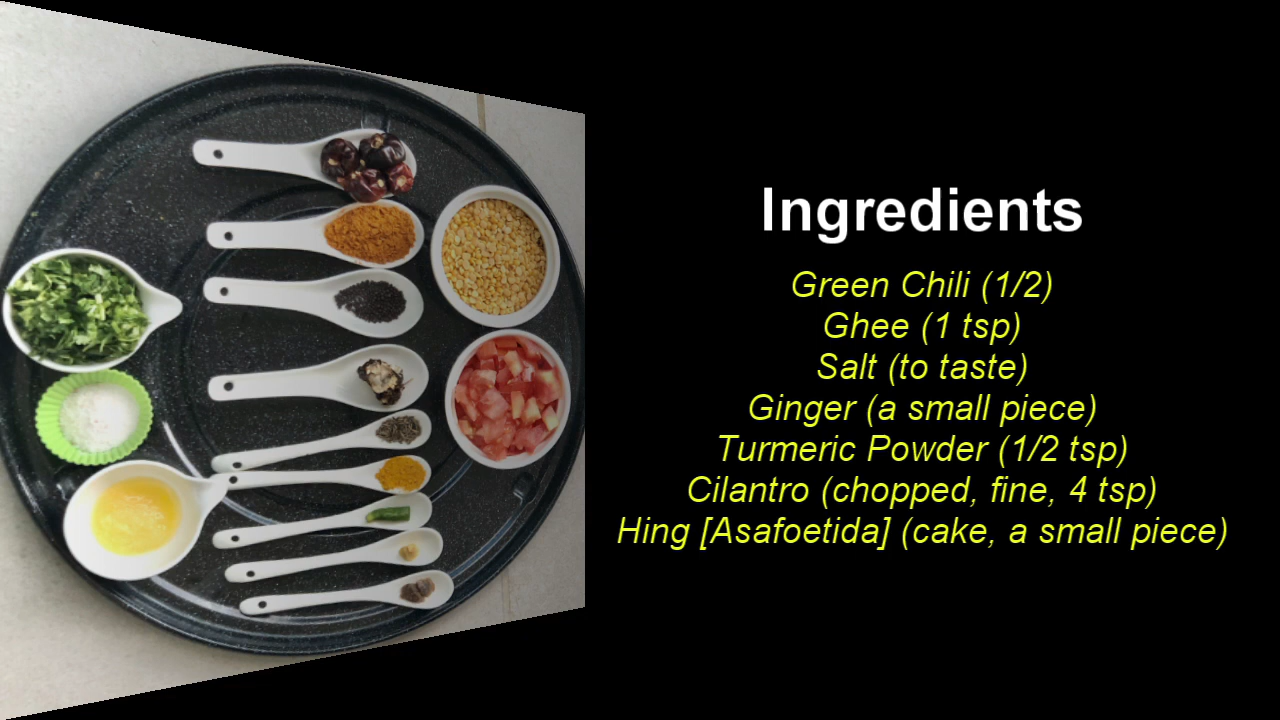 Ingredients
Green Chili (1/2)
Ghee (1 tsp)
Salt (to taste)
Ginger (a small piece)
Turmeric Powder (1/2 tsp)
Cilantro (chopped, fine, 4 tsp)
Hing [Asafoetida] (cake, a small piece)